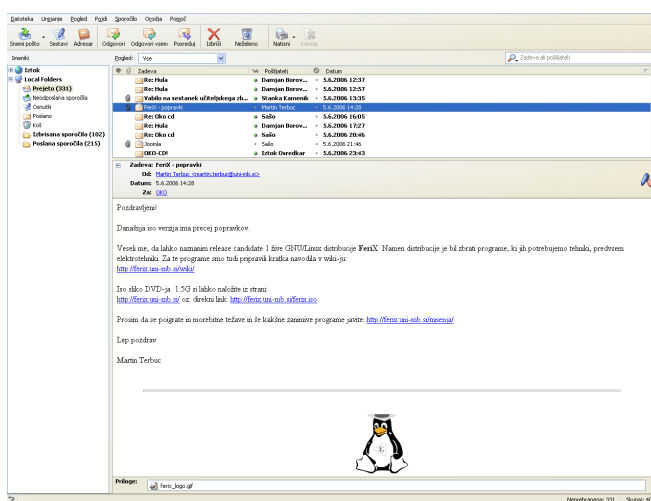 Datoteka Urejanje Pogled Pojdi Sporočilo Orodja Pomoč
Snemi pošto Sestavi Adresar Odgovori Odgovori vsem Posreduj Izbriši Neželeno Natisni Končaj
Imeniki Pogled: Vse Zadeva ali pošiljatelj
Iztok
Local Folders
Prejeto (331)
Neodposlana sporočila
Osnutki
Poslano
Koš
Izbrisana sporočila (102)
Poslana sporočila (215)
Zadeva Pošiljatelj Datum
Re: Hula Damjan Borov... 5.6.2006 12:37
Re: Hula Damjan Borov... 5.6.2006 12:57
Vabilo na sestanek učiteljskega zb... Stanka Kamenik 5.6.2006 13:35
FeriX - popravki Martin Terbuc 5.6.2006 14:28
Re: Oko cd Sašo 5.6.2006 16:05
Re: Hula Damjan Borov... 5.6.2006 17:27
Re: Oko cd Sašo 5.6.2006 20:46
Joomla Sašo 5.6.2006 21:46
OKO-CD! Iztok Osredkar 5.6.2006 23:43
Zadeva: FeriX - popravki
Od: Martin Terbuc <martin.terbuc@uni-mb.si>
Datum: 5.6.2006 14:28
Za: OKO
Pozdravljeni!
Današnja iso verzija ima precej popravkov.
Veseli me, da lahko naznanim release candidate 1 žive GNU/Linux distribucije FeriX. Namen distribucije je bil zbrati programe, ki jih potrebujemo tehniki, predvsem
elektrotehniki. Za te programe smo tudi pripravili kratka navodila v wiki-ju:
http://ferix.uni-mb.si/wiki/
Iso sliko DVD-ja 1.5G si lahko naložite iz strani:
http://ferix.uni-mb.si/ oz. direkni link: http://ferix.uni-mb.si/ferix.iso
Prosim da se poigrate in morebitne težave in še kakšne zanimive programe javite: http://ferix.uni-mb.si/mnenja/
Lep pozdrav
Martin Terbuc
Priloge: ferix_logo.gif
Neprebranega: 331